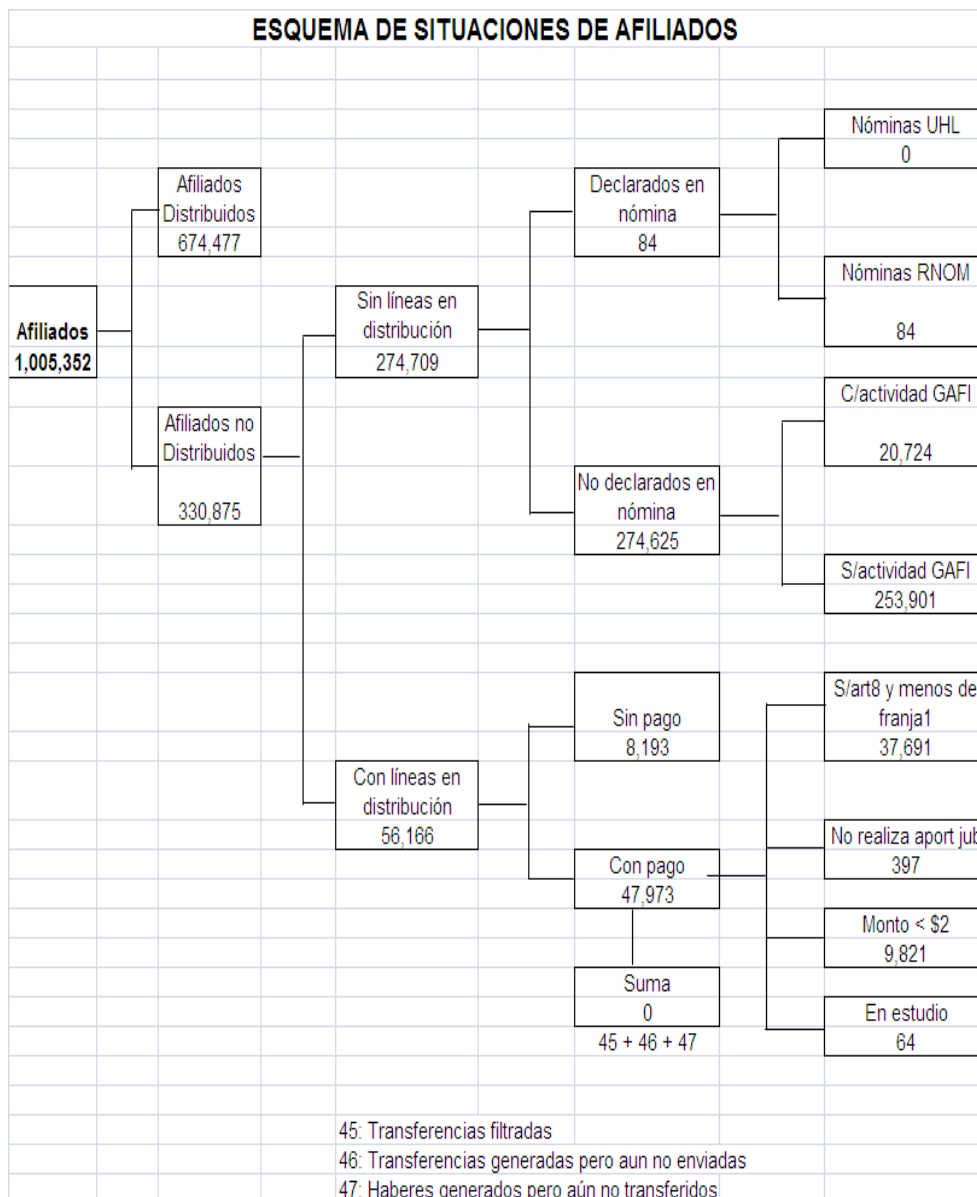 ESQUEMA DE SITUACIONES DE AFILIADOS
Afiliados
1,005,352
Afiliados
Distribuidos
674,477
Afiliados no
Distribuidos
330,875
Sin líneas en
distribución
274,709
Con líneas en
distribución
56,166
Declarados en
nómina
84
No declarados en
nómina
274,625
Sin pago
8,193
Con pago
47,973
Suma
0
45 + 46 + 47
Nóminas UHL
0
Nóminas RNOM
84
C/actividad GAFI
20,724
S/actividad GAFI
253,901
S/art8 y menos de
franja1
37,691
No realiza aport jub
397
Monto < $2
9,821
En estudio
64
45: Transferencias filtradas
46: Transferencias generadas pero aun no enviadas
47: Haberes generados pero aún no transferidos